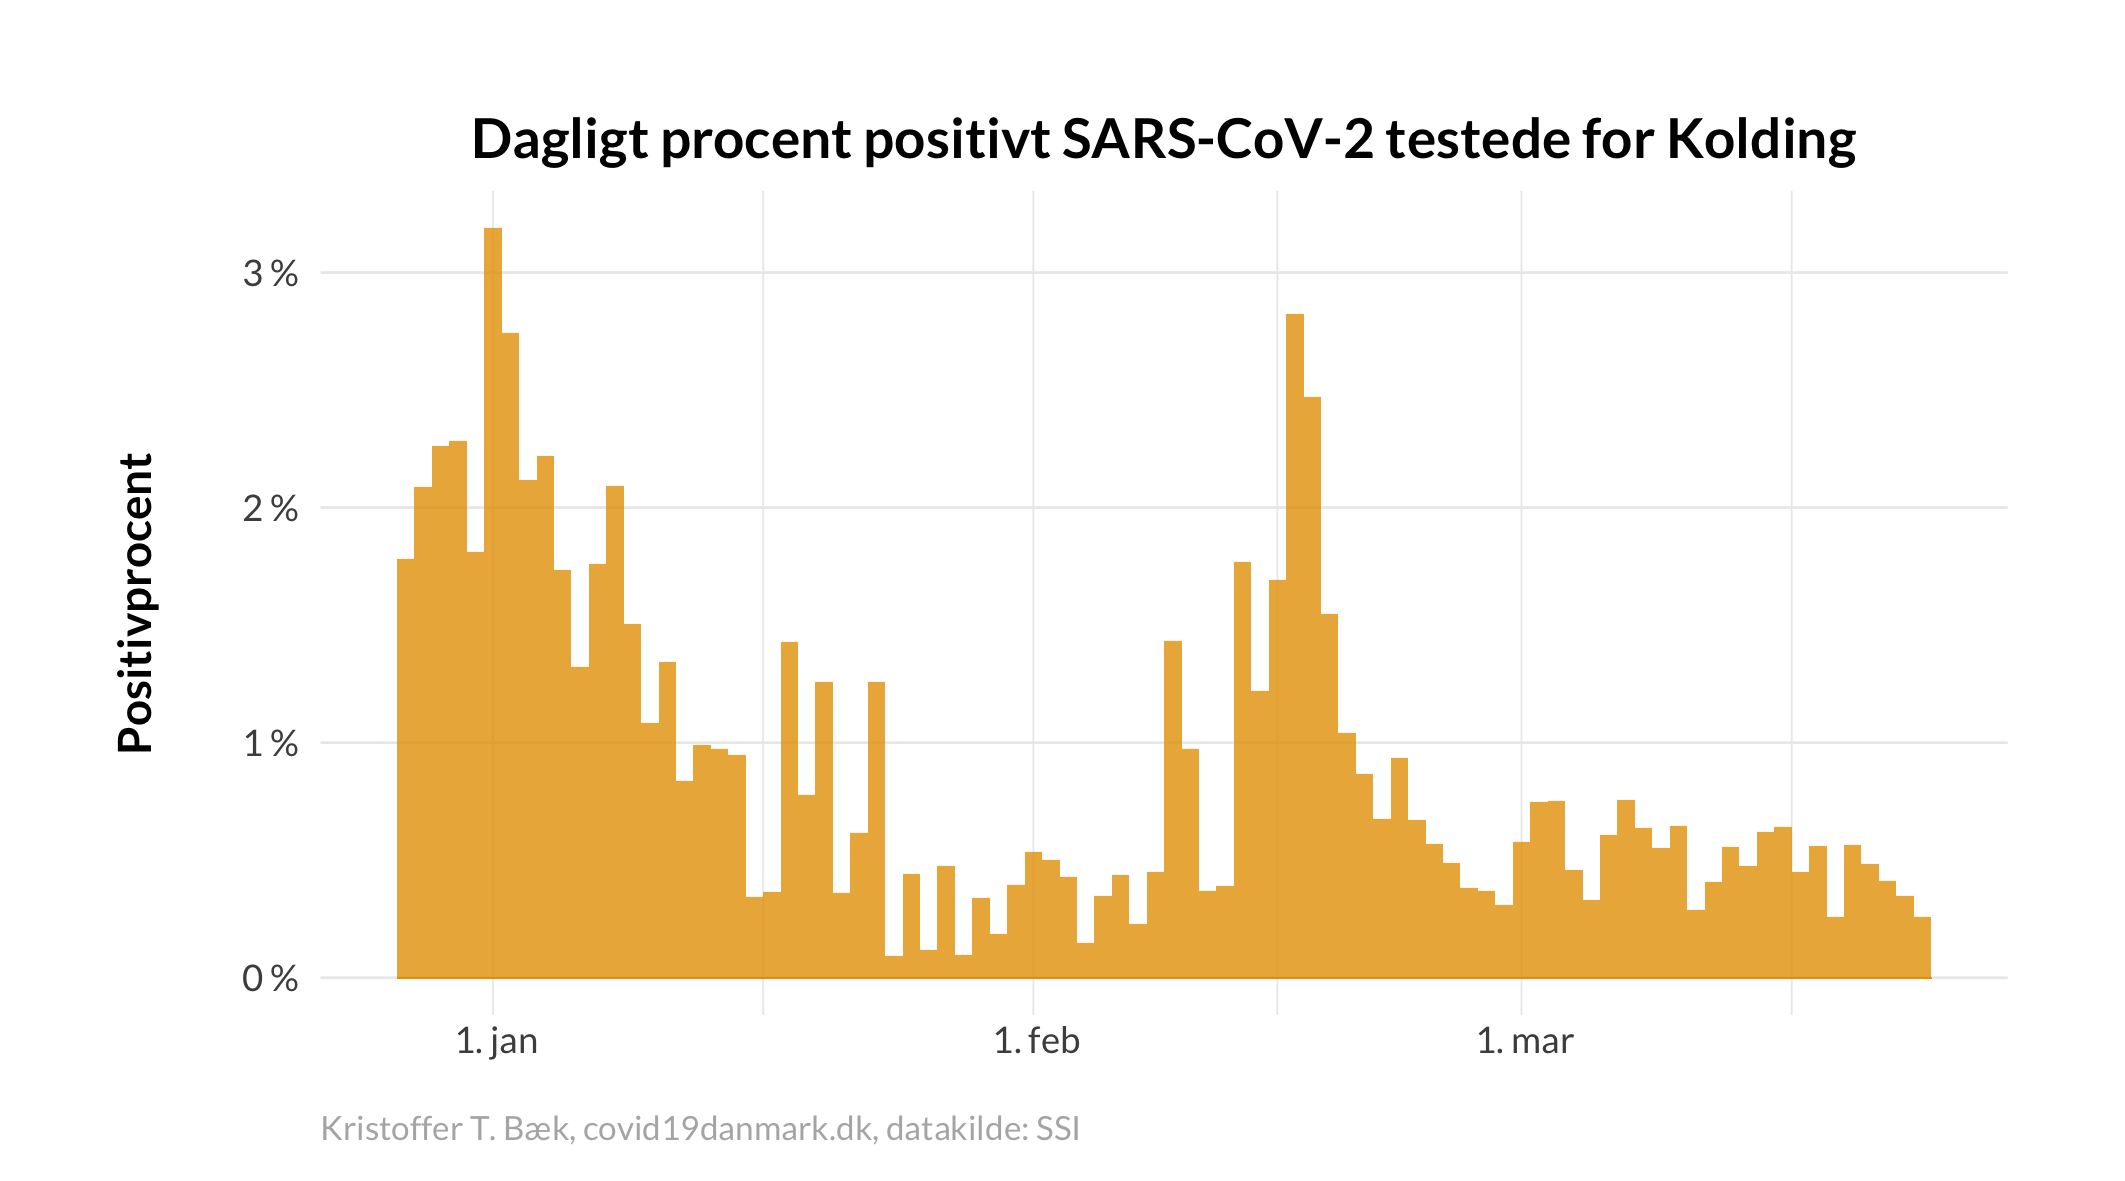 Dagligt procent positivt SARS-CoV-2 testede for Kolding
Positivprocent
3 %
2 %
1 %
0 %
1. jan
1. feb
1. mar
Kristoffer T. Bæk, covid19danmark.dk, datakilde: SSI